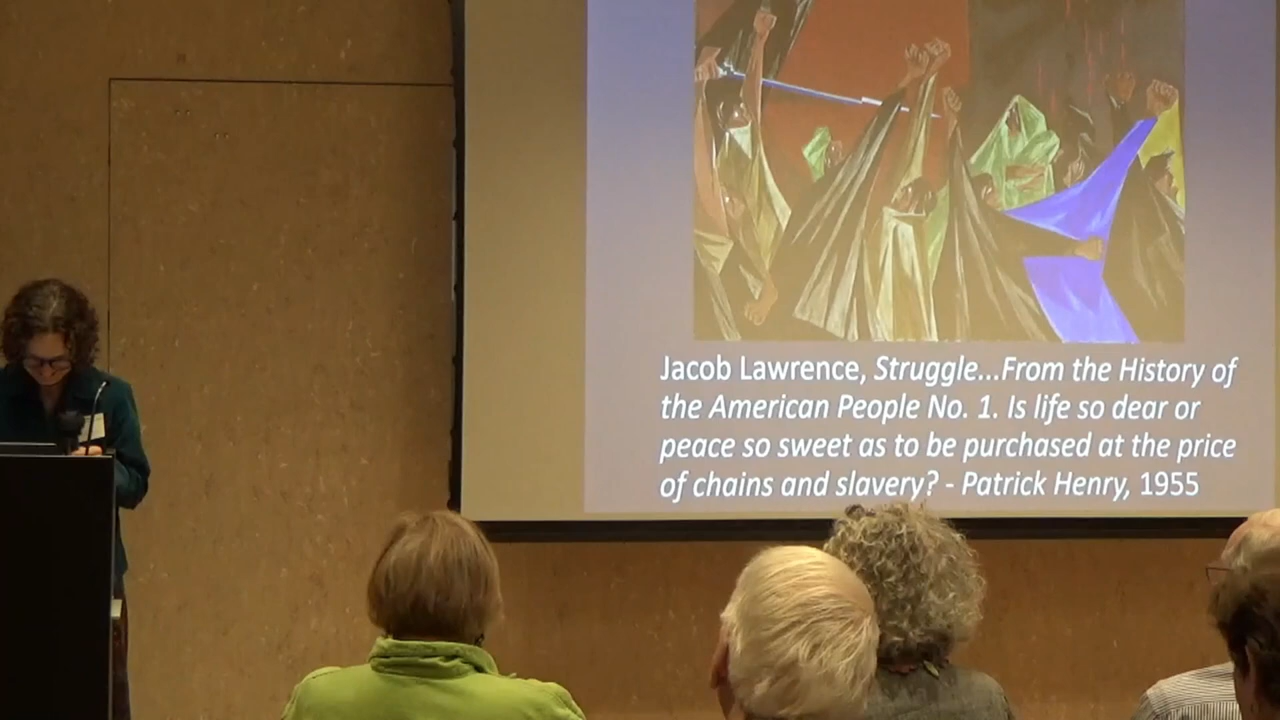 Jacob Lawrence, Struggle...From the History of
the American People No. 1. Is life so dear or
peace so sweet as to be purchased at the price
of chains and slavery? - Patrick Henry, 1955